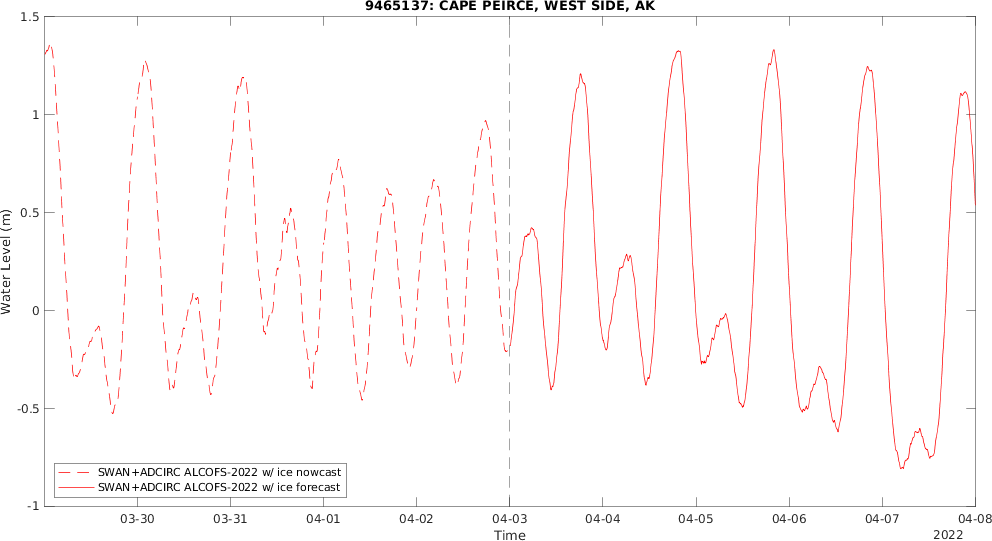 9465137: CAPE PEIRCE, WEST SIDE, AK
1.5
1
0.5
0
-0.5
-1
Water Level (m)
SWAN+ADCIRC ALCOFS-2022 w/ ice nowcast
SWAN+ADCIRC ALCOFS-2022 w/ ice forecast
03-30 03-31 04-01 04-02 04-03 04-04 04-05 04-06 04-07 04-08
Time
2022